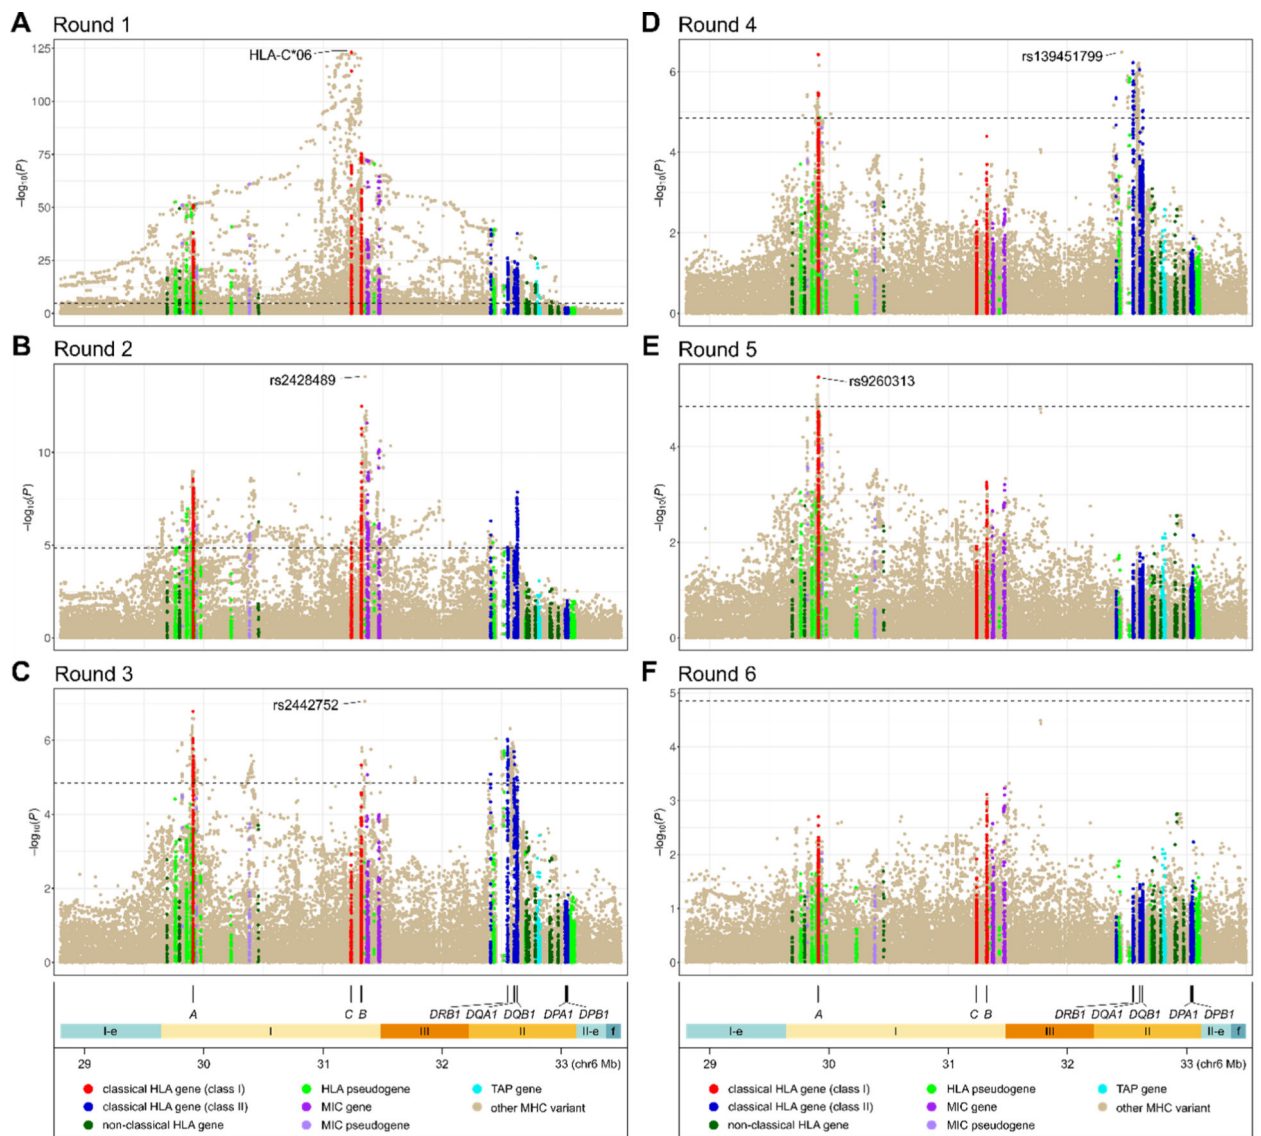 A Round 1
125
100
75
50
25
0
−log10(P)
HLA-C*06
B Round 2
10
5
0
−log10(P)
rs2428489
C Round 3
6
4
2
0
−log10(P)
rs2442752
A C B DRB1 DQA1 DQB1 DPA1 DPB1
I-e I III II II-e f
29 30 31 32 33 (chr6 Mb)
classical HLA gene (class I) HLA pseudogene TAP gene
classical HLA gene (class II) MIC gene other MHC variant
non-classical HLA gene MIC pseudogene
D Round 4
6
4
2
0
−log10(P)
rs139451799
E Round 5
4
2
0
−log10(P)
rs9260313
F Round 6
5
4
3
2
1
0
−log10(P)
A C B DRB1 DQA1 DQB1 DPA1 DPB1
I-e I III II II-e f
29 30 31 32 33 (chr6 Mb)
classical HLA gene (class I) HLA pseudogene TAP gene
classical HLA gene (class II) MIC gene other MHC variant
non-classical HLA gene MIC pseudogene